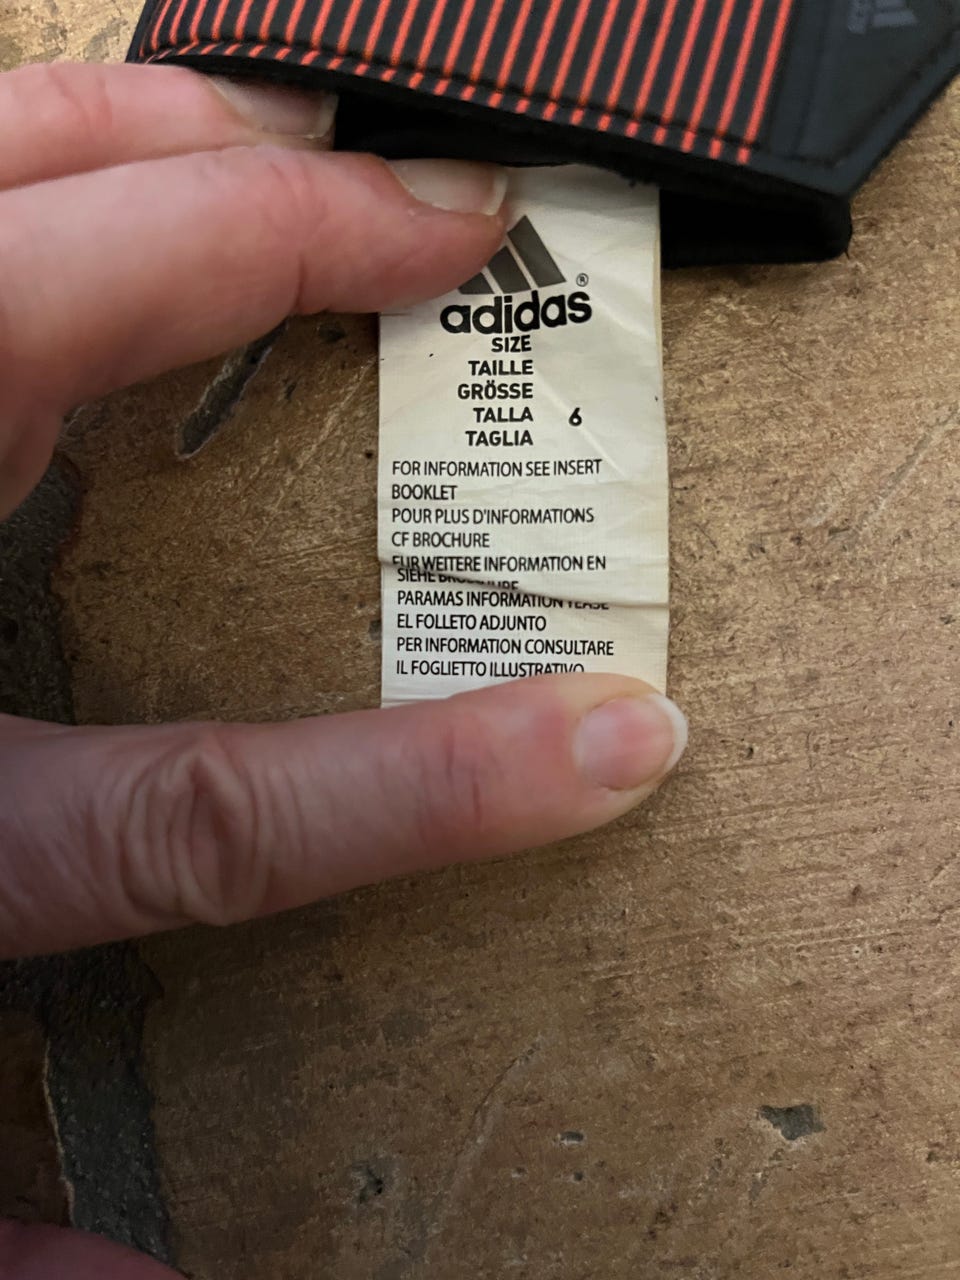 adidas
®
SIZE
TAILLE
GRÖSSE
TALLA 6
TAGLIA
FOR INFORMATION SEE INSERT
BOOKLET
POUR PLUS D'INFORMATIONS
CF BROCHURE
FUR WEITERE INFORMATION EN
SIEHE
PARAMAS INFORMATION
EL FOLLETO ADJUNTO
PER INFORMATION CONSULTARE
IL FOGLIETTO ILLUSTRATIVO